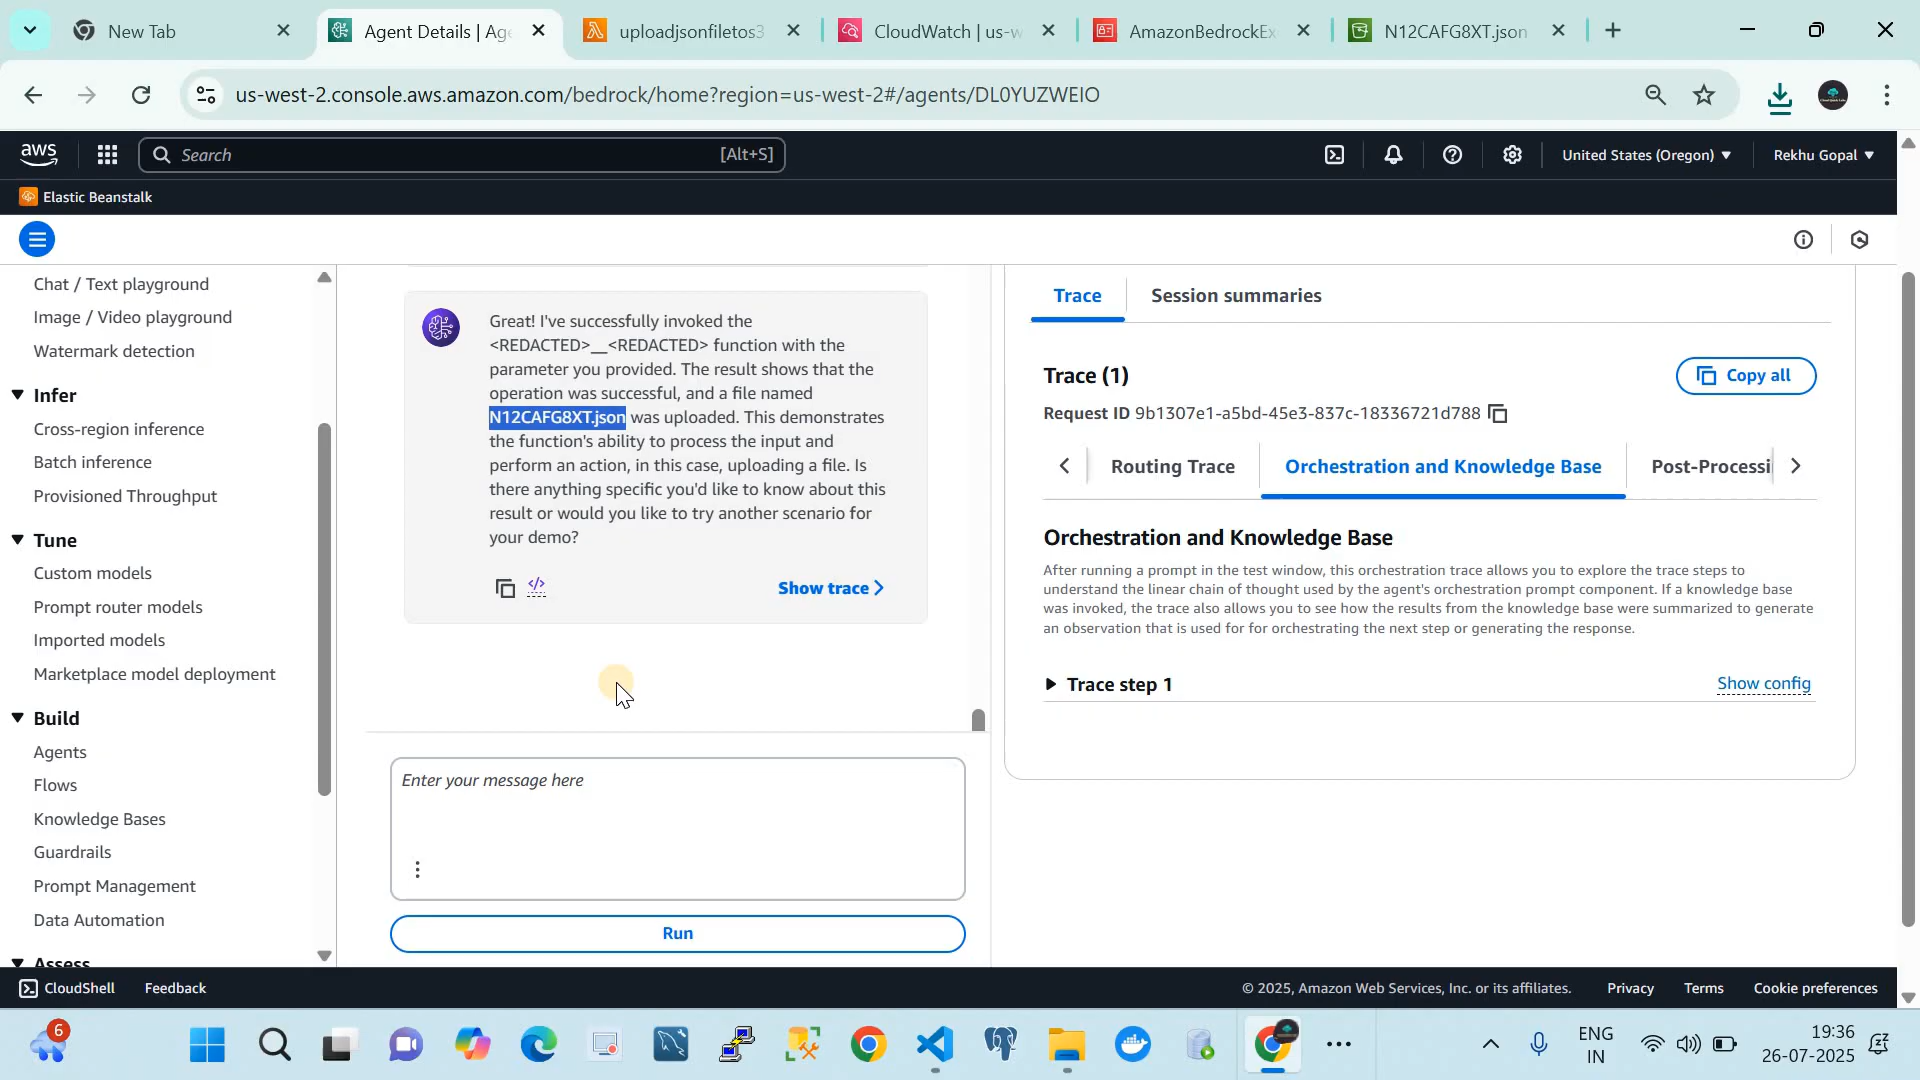 New Tab
Agent Details | Age
uploadjsonfiletos3
CloudWatch | us-w
AmazonBedrockEx
N12CAFG8XT.json
us-west-2.console.aws.amazon.com/bedrock/home?region=us-west-2#/agents/DL0YUZWEIO
aws
Search
[Alt+S]
United States (Oregon)
Rekhu Gopal
Elastic Beanstalk
Chat / Text playground
Image / Video playground
Watermark detection
Infer
Cross-region inference
Batch inference
Provisioned Throughput
Tune
Custom models
Prompt router models
Imported models
Marketplace model deployment
Build
Agents
Flows
Knowledge Bases
Guardrails
Prompt Management
Data Automation
Assess
Great! I've successfully invoked the
<REDACTED>__<REDACTED> function with the
parameter you provided. The result shows that the
operation was successful, and a file named
N12CAFG8XT.json was uploaded. This demonstrates
the function's ability to process the input and
perform an action, in this case, uploading a file. Is
there anything specific you'd like to know about this
result or would you like to try another scenario for
your demo?
Show trace
Enter your message here
Run
Trace
Session summaries
Trace (1)
Copy all
Request ID 9b1307e1-a5bd-45e3-837c-18336721d788
Routing Trace
Orchestration and Knowledge Base
Post-Processi
Orchestration and Knowledge Base
After running a prompt in the test window, this orchestration trace allows you to explore the trace steps to
understand the linear chain of thought used by the agent's orchestration prompt component. If a knowledge base
was invoked, the trace also allows you to see how the results from the knowledge base were summarized to generate
an observation that is used for for orchestrating the next step or generating the response.
Trace step 1
Show config
CloudShell
Feedback
© 2025, Amazon Web Services, Inc. or its affiliates.
Privacy
Terms
Cookie preferences
6
ENG
IN
19:36
26-07-2025